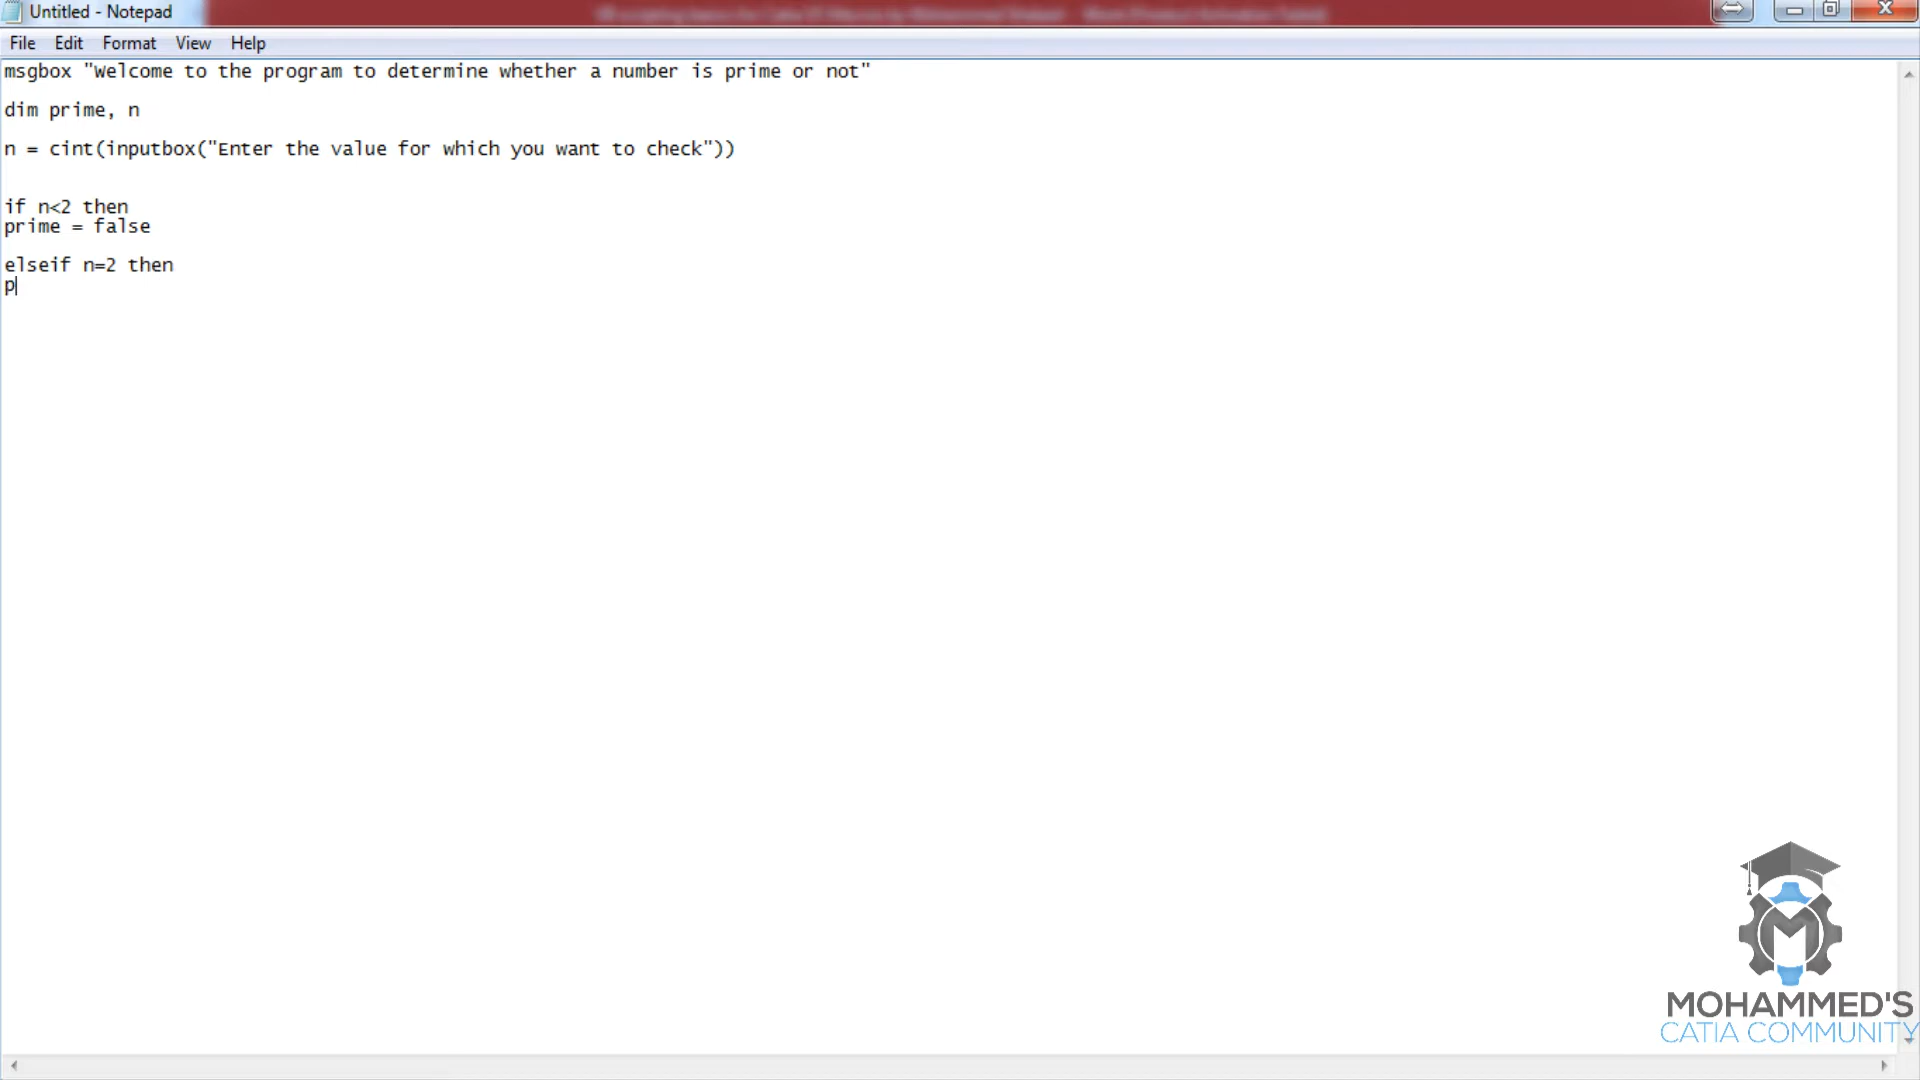 Untitled - Notepad
File Edit Format View Help
msgbox "Welcome to the program to determine whether a number is prime or not"
dim prime, n
n = cint(inputbox("Enter the value for which you want to check"))
if n<2 then
prime = false
elseif n=2 then
p
MOHAMMED'S
CATIA COMMUNITY